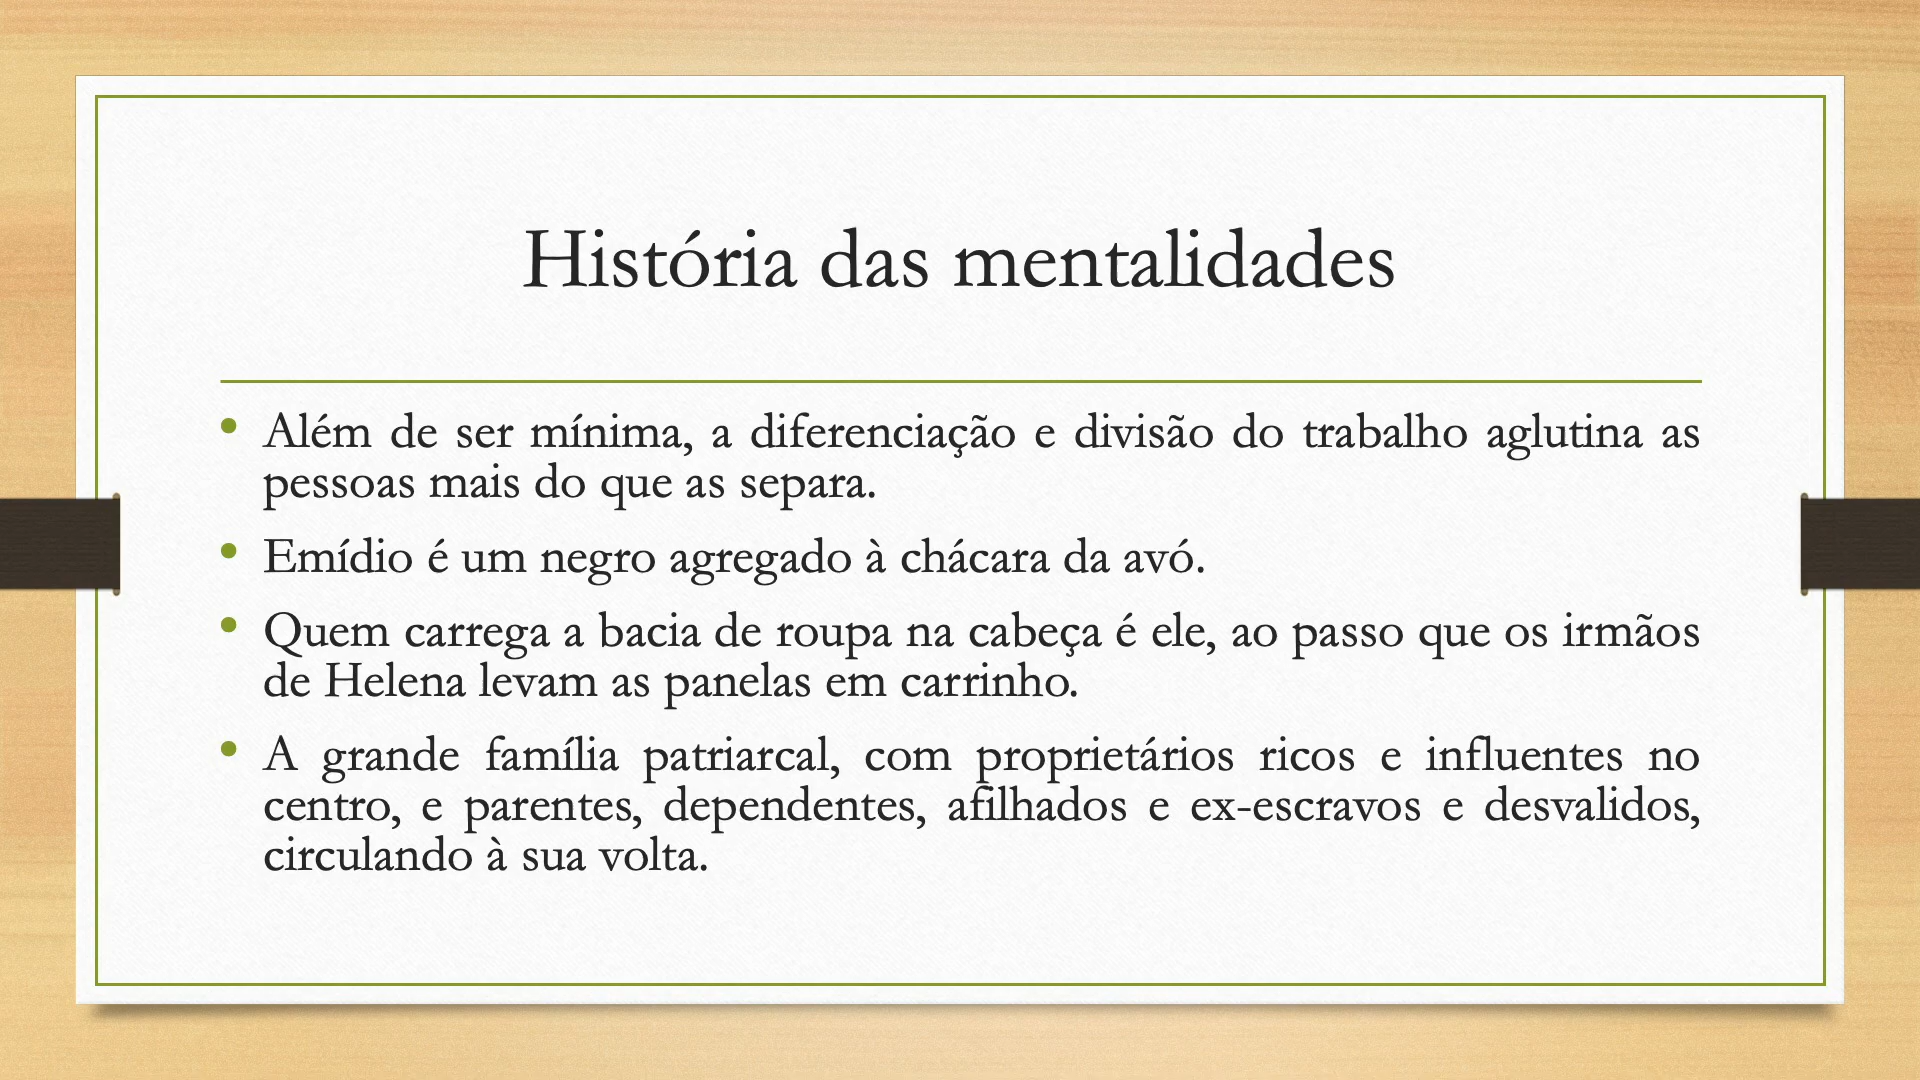 História das mentalidades
• Além de ser mínima, a diferenciação e divisão do trabalho aglutina as
pessoas mais do que as separa.
• Emídio é um negro agregado à chácara da avó.
• Quem carrega a bacia de roupa na cabeça é ele, ao passo que os irmãos
de Helena levam as panelas em carrinho.
• A grande família patriarcal, com proprietários ricos e influentes no
centro, e parentes, dependentes, afilhados e ex-escravos e desvalidos,
circulando à sua volta.